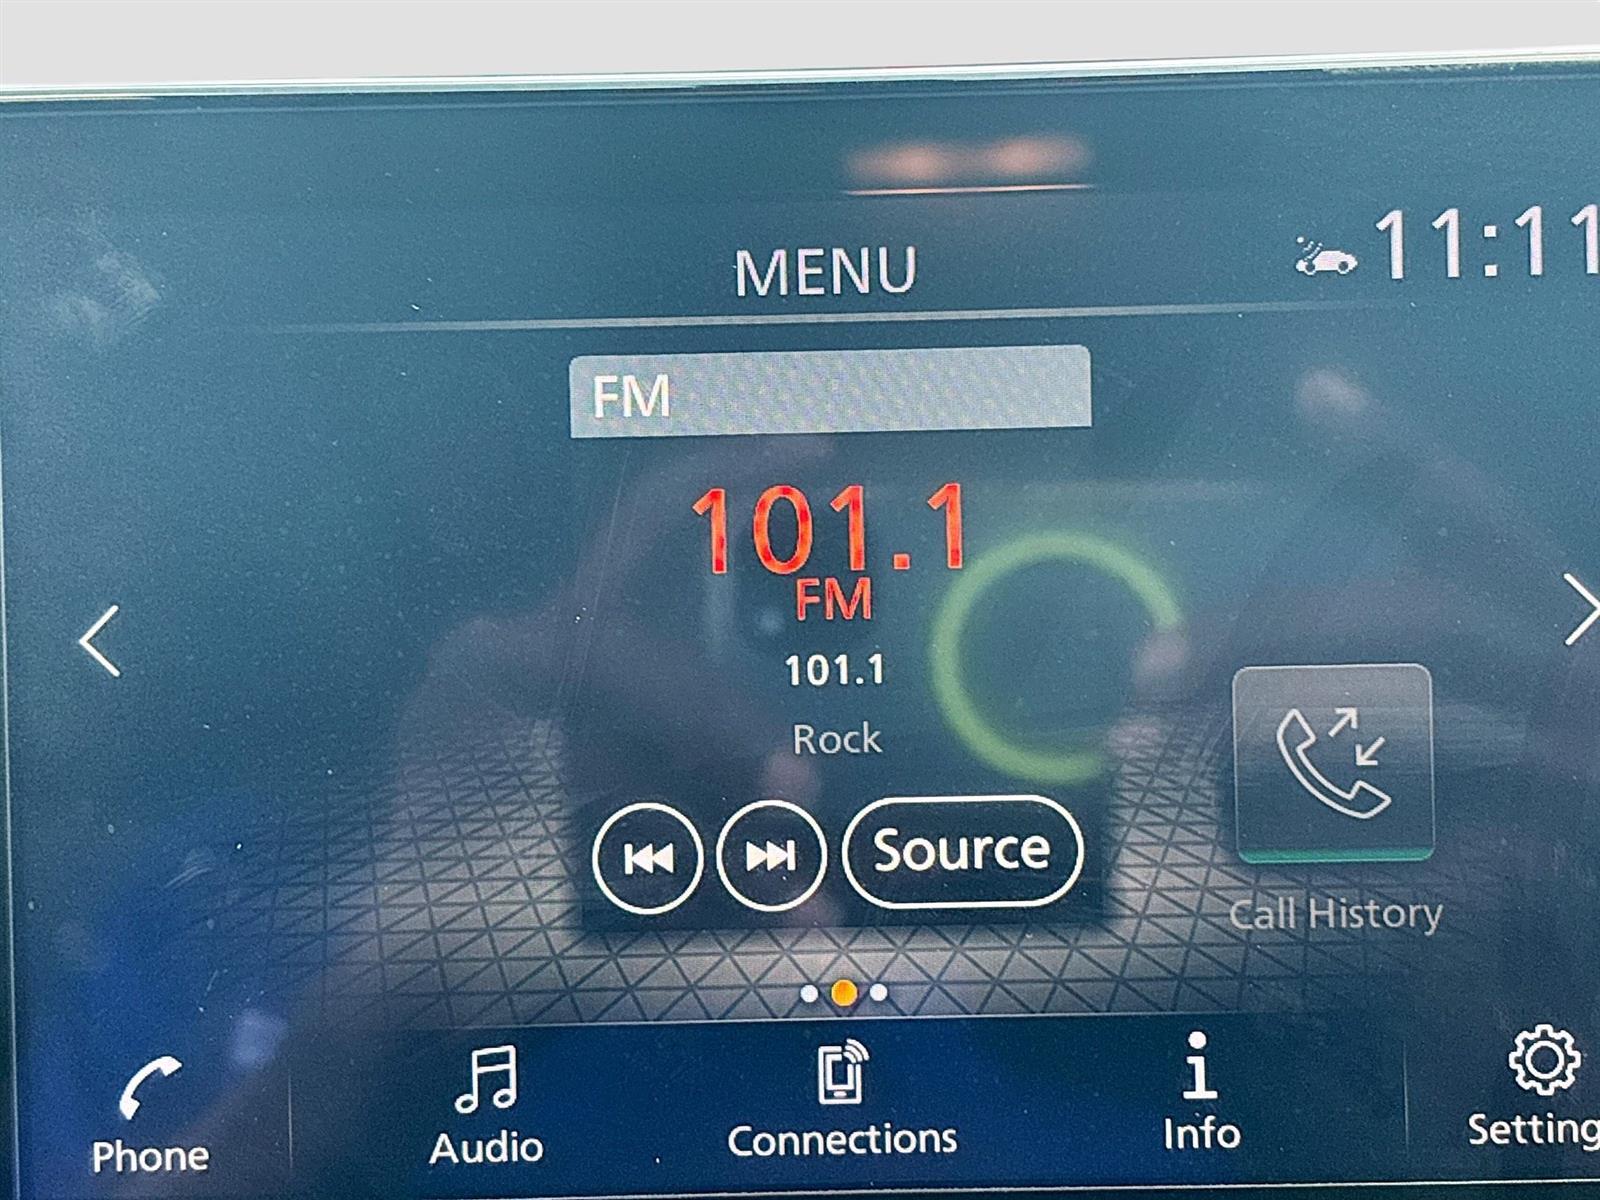 MENU
11:11
FM
101.1
FM
101.1
Rock
Source
Call History
Phone
Audio
Connections
Info
Setting